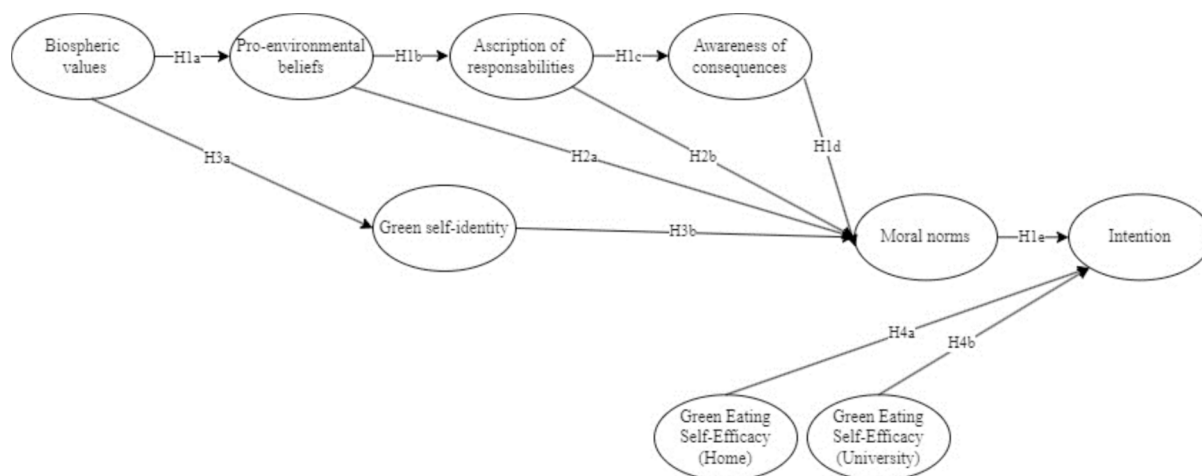 Biospheric
values
H1a
Pro-environmental
beliefs
H1b
Ascription of
responsabilities
H1c
Awareness of
consequences
H3a
H2a
H2b
H1d
Green self-identity
H3b
Moral norms
H1e
Intention
H4a
H4b
Green Eating
Self-Efficacy
(Home)
Green Eating
Self-Efficacy
(University)